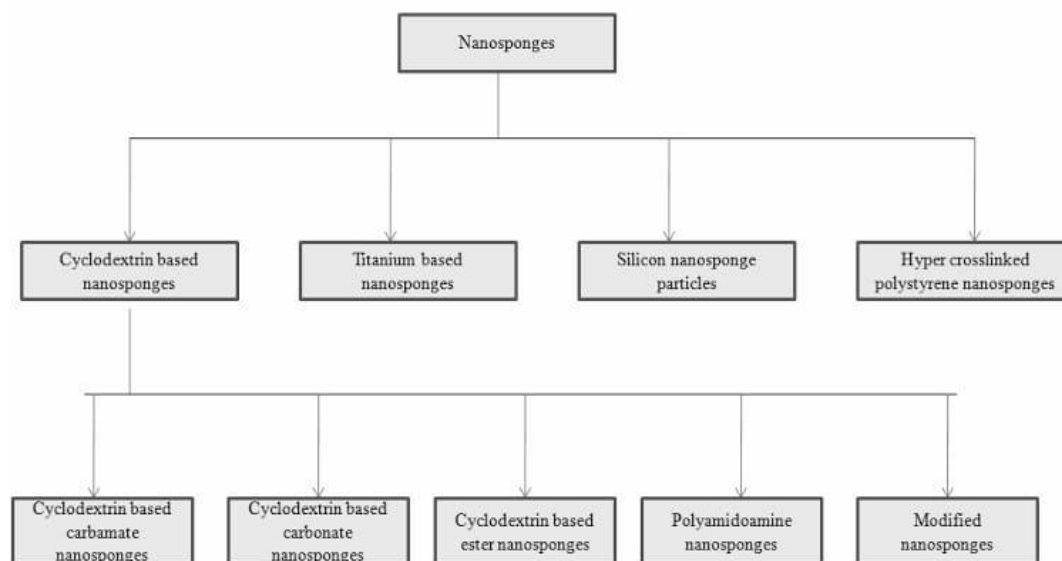 Nanosponges
Cyclodextrin based
nanosponges
Titanium based
nanosponges
Silicon nanosponge
particles
Hyper crosslinked
polystyrene nanosponges
Cyclodextrin based
carbamate
nanosponges
Cyclodextrin based
carbonate
nanosponges
Cyclodextrin based
ester nanosponges
Polyamidoamine
nanosponges
Modified
nanosponges